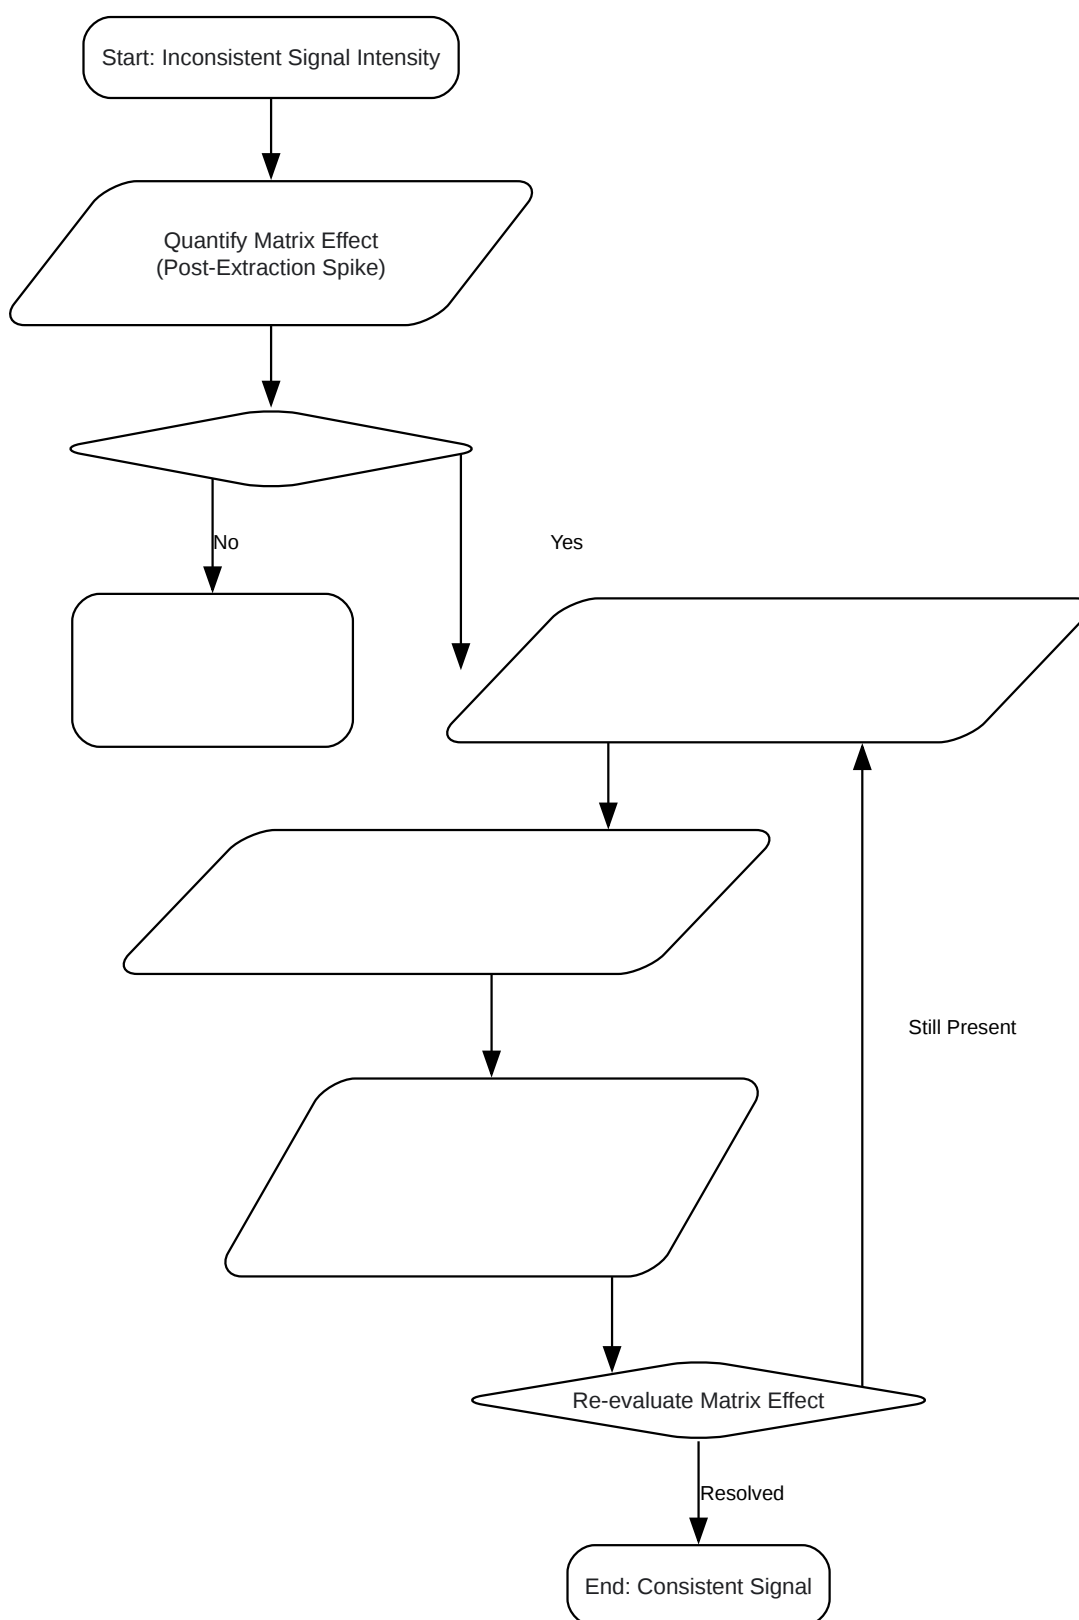 Start: Inconsistent Signal Intensity
Quantify Matrix Effect
(Post-Extraction Spike)
No
Yes
Still Present
Re-evaluate Matrix Effect
Resolved
End: Consistent Signal